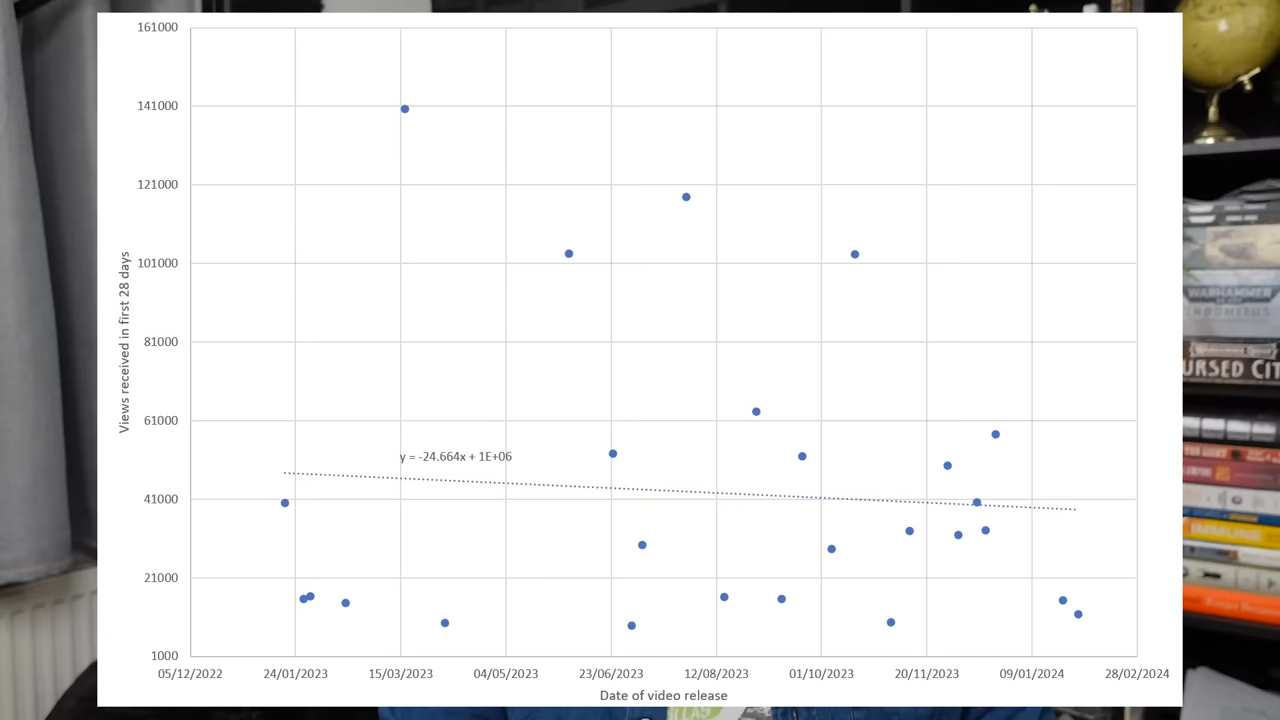 161000
141000
121000
101000
81000
61000
41000
21000
1000
Views received in first 28 days
y = -24.664x + 1E+06
05/12/2022 24/01/2023 15/03/2023 04/05/2023 23/06/2023 12/08/2023 01/10/2023 20/11/2023 09/01/2024 28/02/2024
Date of video release
WARHAMMER
INDOMITUS
URSED CIT